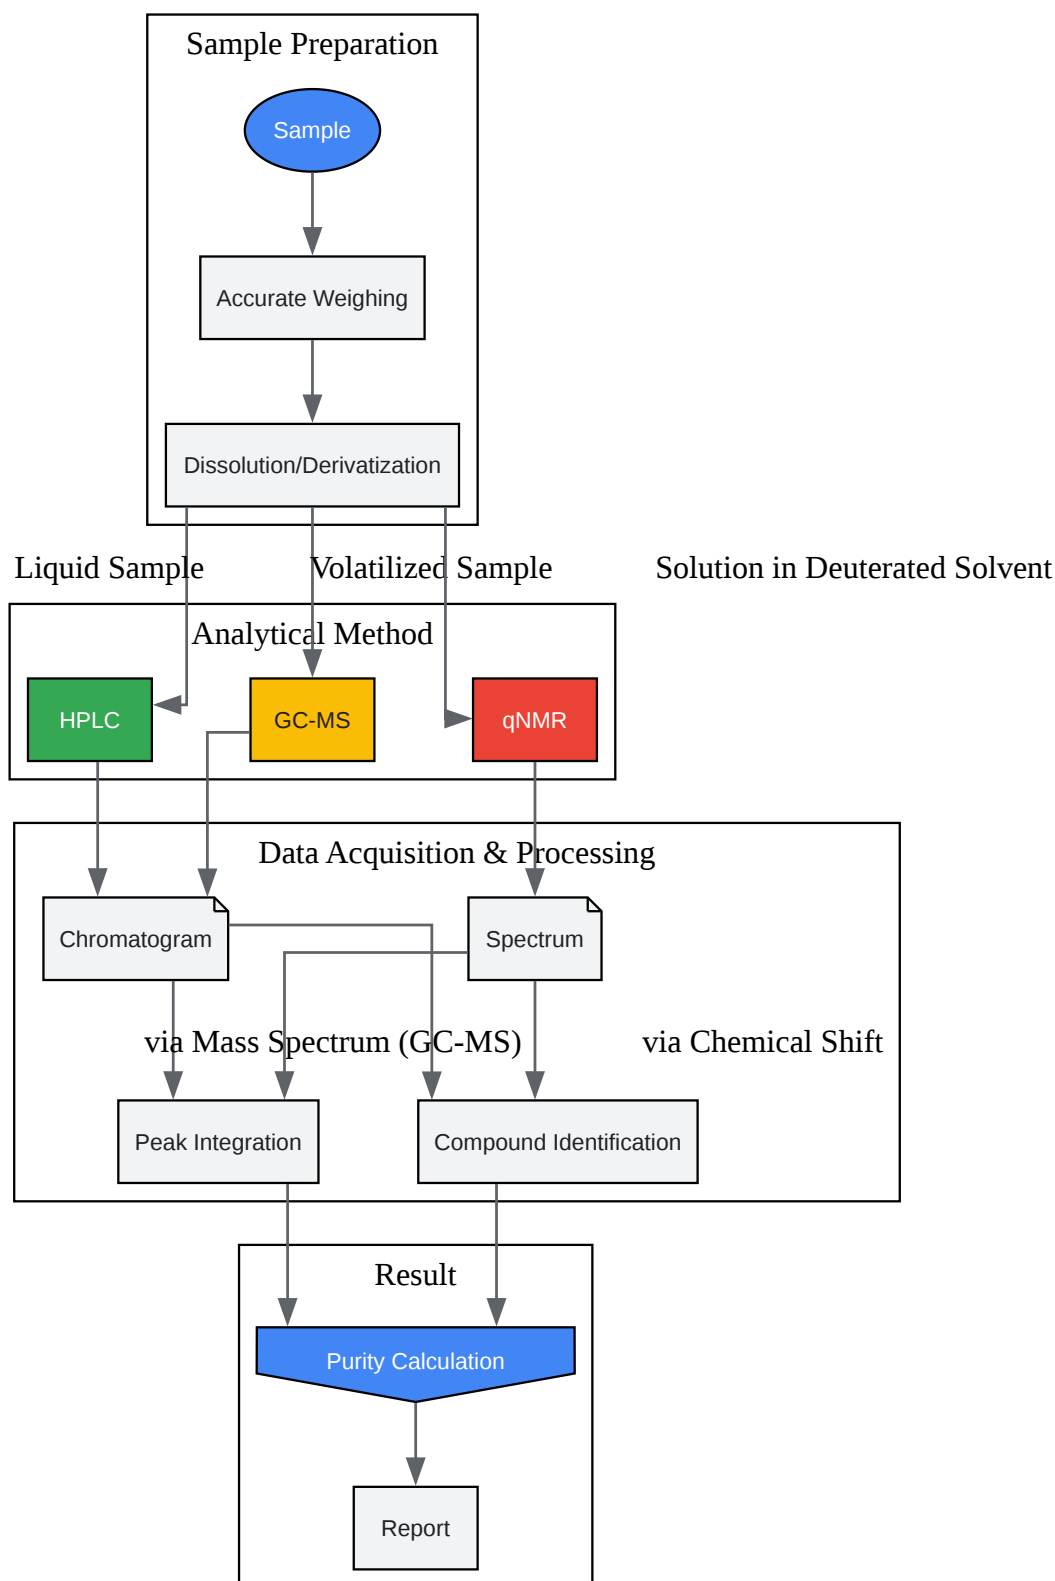 Sample Preparation
Sample
Accurate Weighing
Dissolution/Derivatization
Liquid Sample
Volatilized Sample
Solution in Deuterated Solvent
Analytical Method
HPLC
GC-MS
qNMR
Data Acquisition & Processing
Chromatogram
Spectrum
via Mass Spectrum (GC-MS)
via Chemical Shift
Peak Integration
Compound Identification
Result
Purity Calculation
Report